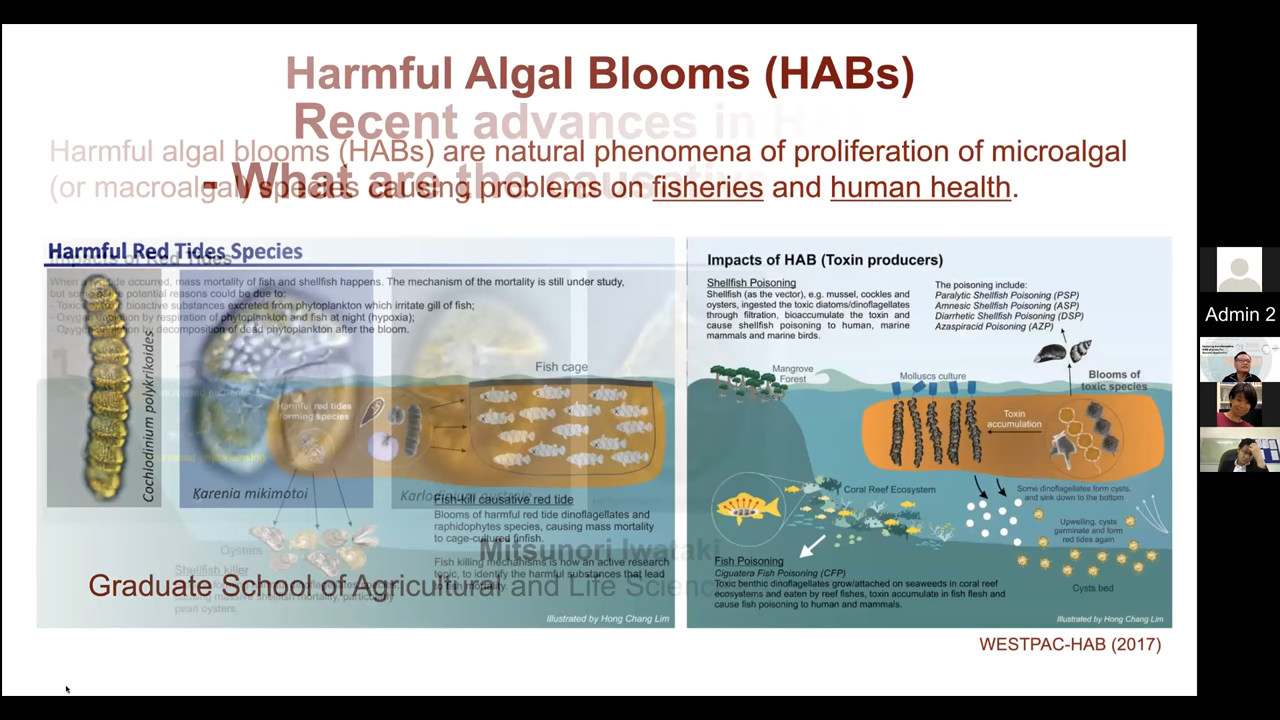 Harmful Algal Blooms (HABs)
Recent advances in HA
Harmful algal blooms (HABs) are natural phenomena of proliferation of microalgal
(or macroalgal) species causing problems on fisheries and human health.
- What are the causative
Harmful Red Tides Species
Impacts of Red Tides
When red tide occurred, mass mortality of fish and shellfish happens. The mechanism of the mortality is still under study,
but some of the potential reasons could be due to:
bioactive substances excreted from phytoplankton which irritate gill of fish;
- Oxygen depletion by respiration of phytoplankton and fish at night (hypoxia);
- Oxygen depletion by decomposition of dead phytoplankton after the bloom.
Cochlodinium polykrikoides
Karenia mikimotoi
Harmful red tides
forming species
Fish cage
Fish-kill causative red tide
Blooms of harmful red tide dinoflagellates and
raphidophytes species, causing mass mortality
to cage-cultured finfish.
Fish killing mechanisms is now an active research
topic, to identify the harmful substances that lead
Oysters
Shellfish killer
massive shellfish mortality, particularly
pearl oysters.
Illustrated by Hong Chang Lim
Mitsunori Iwataki
Graduate School of Agricultural and Life Scienc
Impacts of HAB (Toxin producers)
Shellfish Poisoning
Shellfish (as the vector), e.g. mussel, cockles and
oysters, ingested the toxic diatoms/dinoflagellates
through filtration, bioaccumulate the toxin and
cause shellfish poisoning to human, marine
mammals and marine birds.
The poisoning include:
Paralytic Shellfish Poisoning (PSP)
Amnesic Shellfish Poisoning (ASP)
Diarrhetic Shellfish Poisoning (DSP)
Azaspiracid Poisoning (AZP)
Mangrove
Forest
Molluscs culture
Blooms of
toxic species
Toxin
accumulation
Coral Reef Ecosystem
Some dinoflagellates form cysts,
and sink down to the bottom
Upwelling, cysts
germinate and form
red tides again
Cysts bed
Fish Poisoning
Ciguatera Fish Poisoning (CFP)
Toxic benthic dinoflagellates grow/attached on seaweeds in coral reef
ecosystems and eaten by reef fishes, toxin accumulate in fish flesh and
cause fish poisoning to human and mammals.
Illustrated by Hong Chang Lim
WESTPAC-HAB (2017)
Admin 2